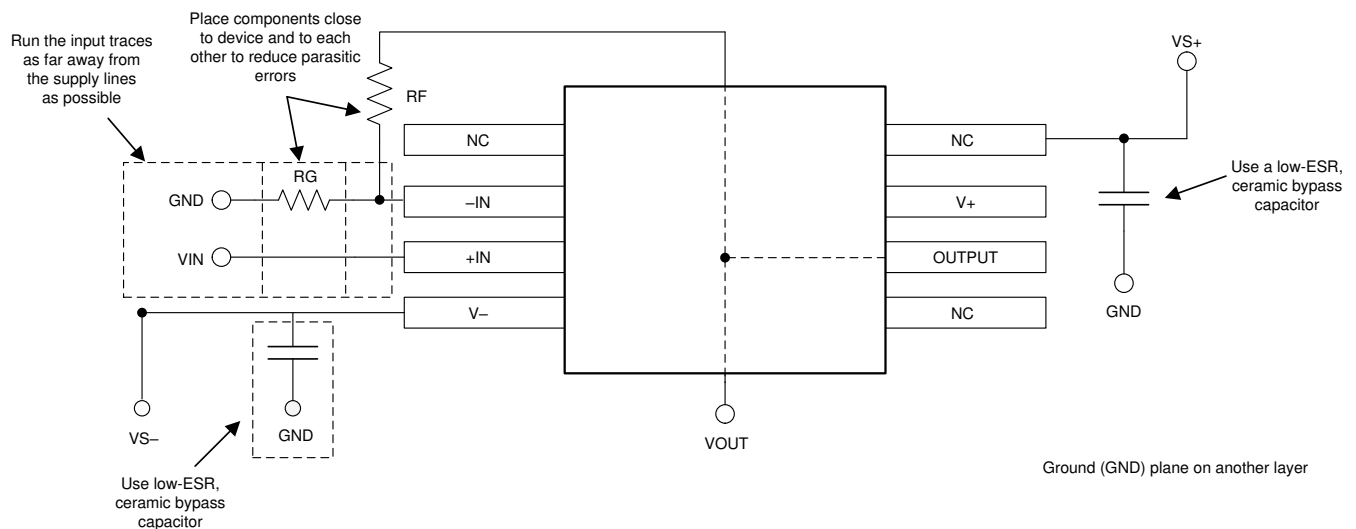 Place components close
to device and to each
other to reduce parasitic
errors
Run the input traces
as far away from
the supply lines
as possible
VS+
RF
NC
NC
Use a low-ESR,
ceramic bypass
capacitor
RG
GND
–IN
V+
VIN
+IN
OUTPUT
GND
V–
NC
VS–
GND
VOUT
Use low-ESR,
ceramic bypass
capacitor
Ground (GND) plane on another layer